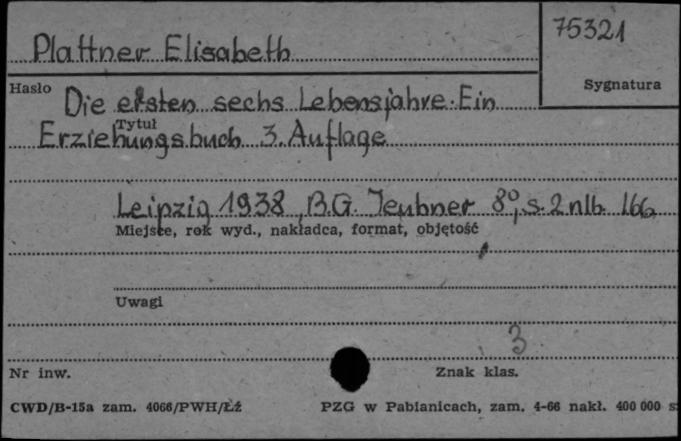 Plattner Elisabeth
75321
Hasło
Sygnatura
Die ersten sechs Lebensjahre. Ein
Tytuł
Erziehungsbuch 3. Auflage
Leipzig 1938, B.G. Teubner 8°, s. 2 nlb. 166
Miejsce, rok wyd., nakładca, format, objętość
Uwagi
3
Nr inw.
Znak klas.
CWD/B-15a zam. 4066/PWH/Łź
PZG w Pabianicach, zam. 4-66 nakł. 400 000 s